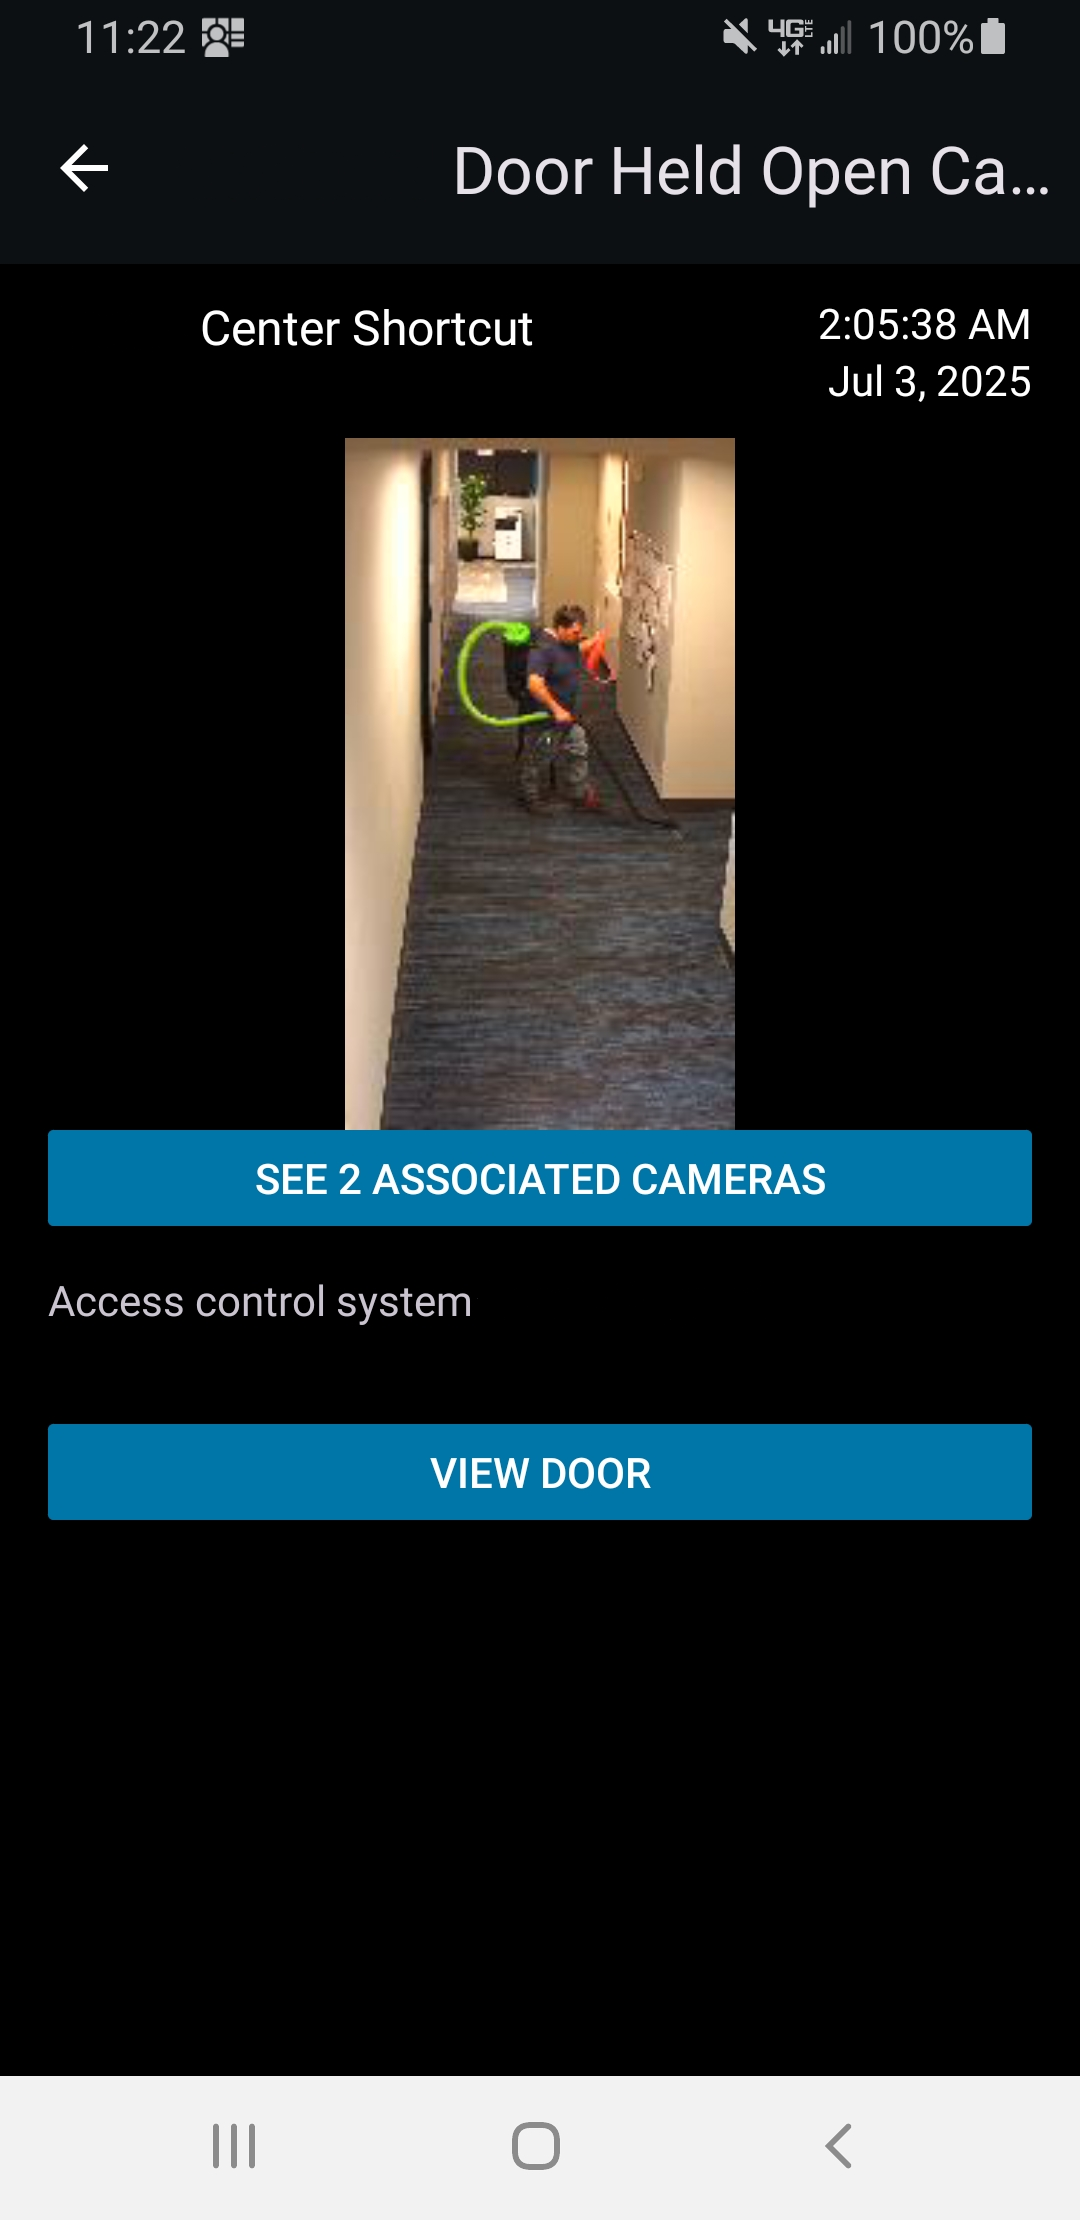 11:22
4G LTE
100%
Door Held Open Ca...
Center Shortcut
2:05:38 AM
Jul 3, 2025
SEE 2 ASSOCIATED CAMERAS
Access control system
VIEW DOOR